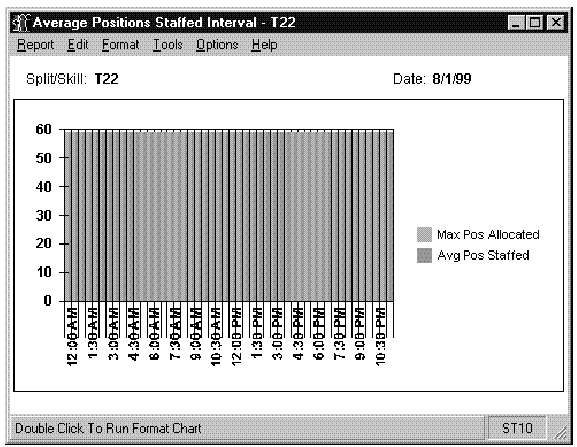 Average Positions Staffed Interval - T22
Report Edit Format Tools Options Help
Split/Skill: T22 Date: 8/1/99
60
50
40
30
20
10
0
Max Pos Allocated
Avg Pos Staffed
12:00 AM
1:30 AM
3:00 AM
4:30 AM
6:00 AM
7:30 AM
9:00 AM
10:30 AM
12:00 PM
1:30 PM
3:00 PM
4:30 PM
6:00 PM
7:30 PM
9:00 PM
10:30 PM
Double Click To Run Format Chart ST10